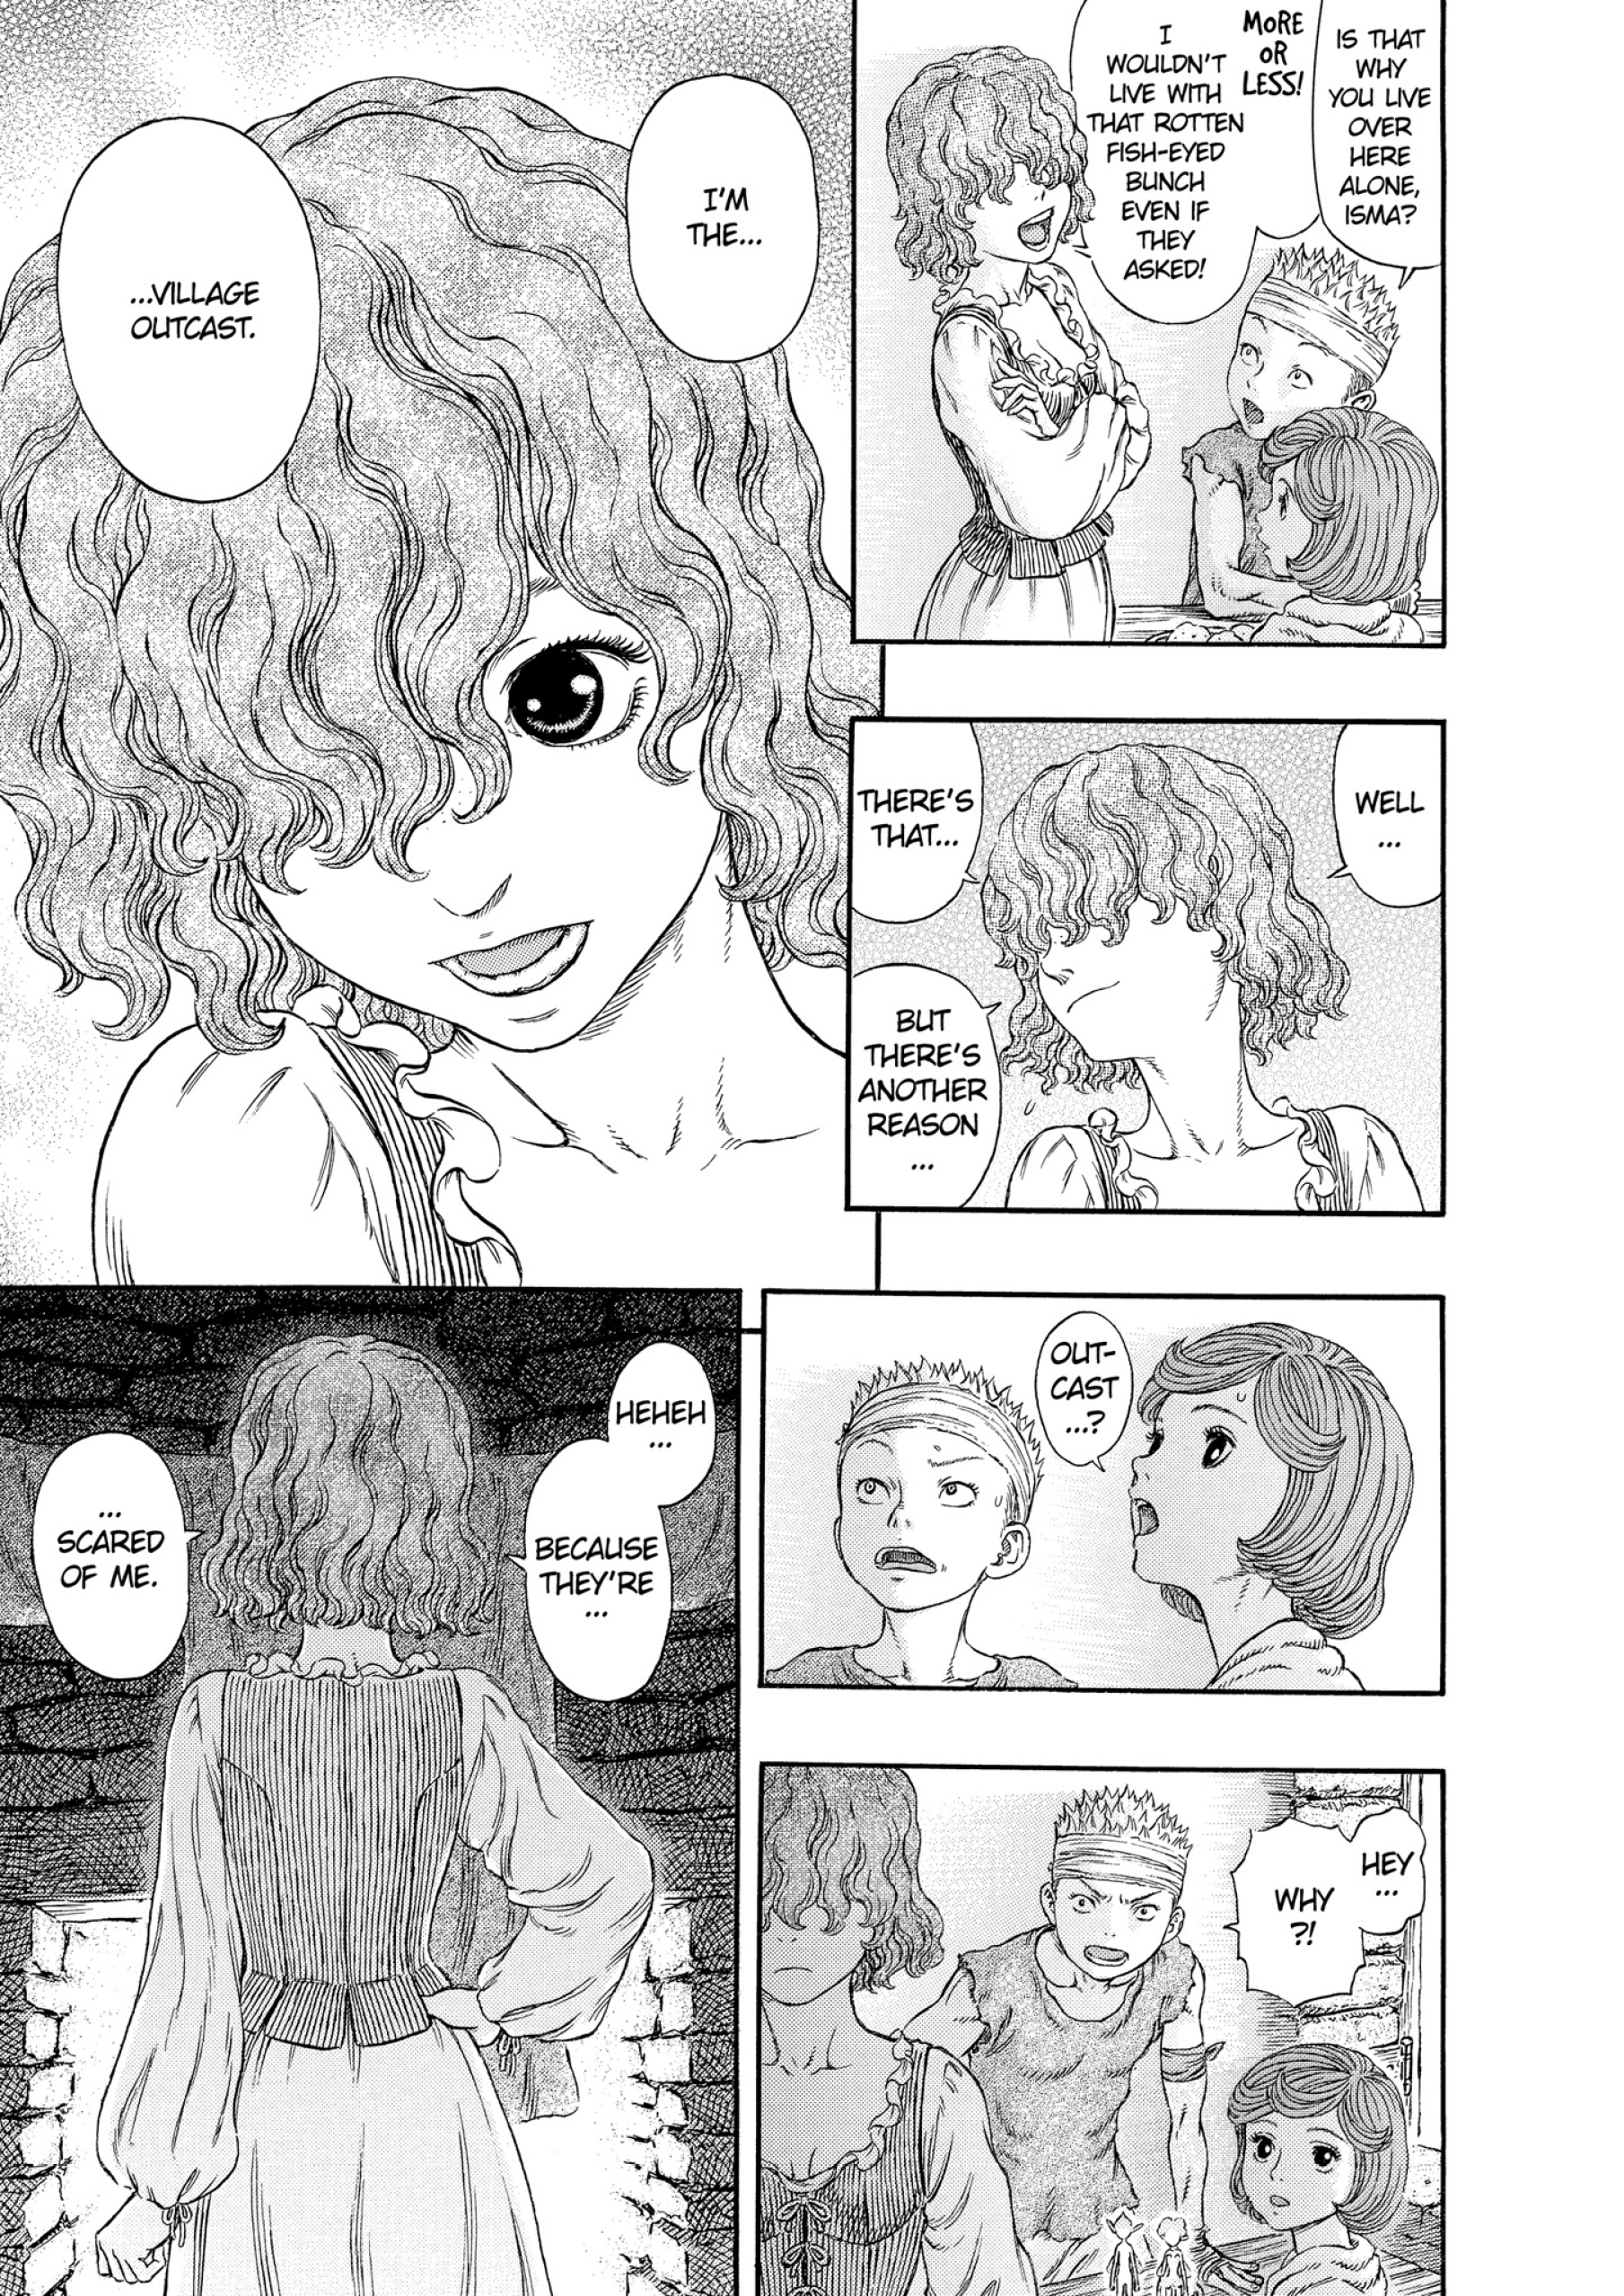 IS THAT
WHY
YOU LIVE
OVER
HERE
ALONE,
ISMA?
MORE
OR
LESS!
I
WOULDN'T
LIVE WITH
THAT ROTTEN
FISH-EYED
BUNCH
EVEN IF
THEY
ASKED!
WELL
...
THERE'S
THAT...
BUT
THERE'S
ANOTHER
REASON
...
I'M
THE...
...VILLAGE
OUTCAST.
OUT-
CAST
...?
HEY
...
WHY
?!
HEHEH
...
BECAUSE
THEY'RE
...
...
SCARED
OF ME.